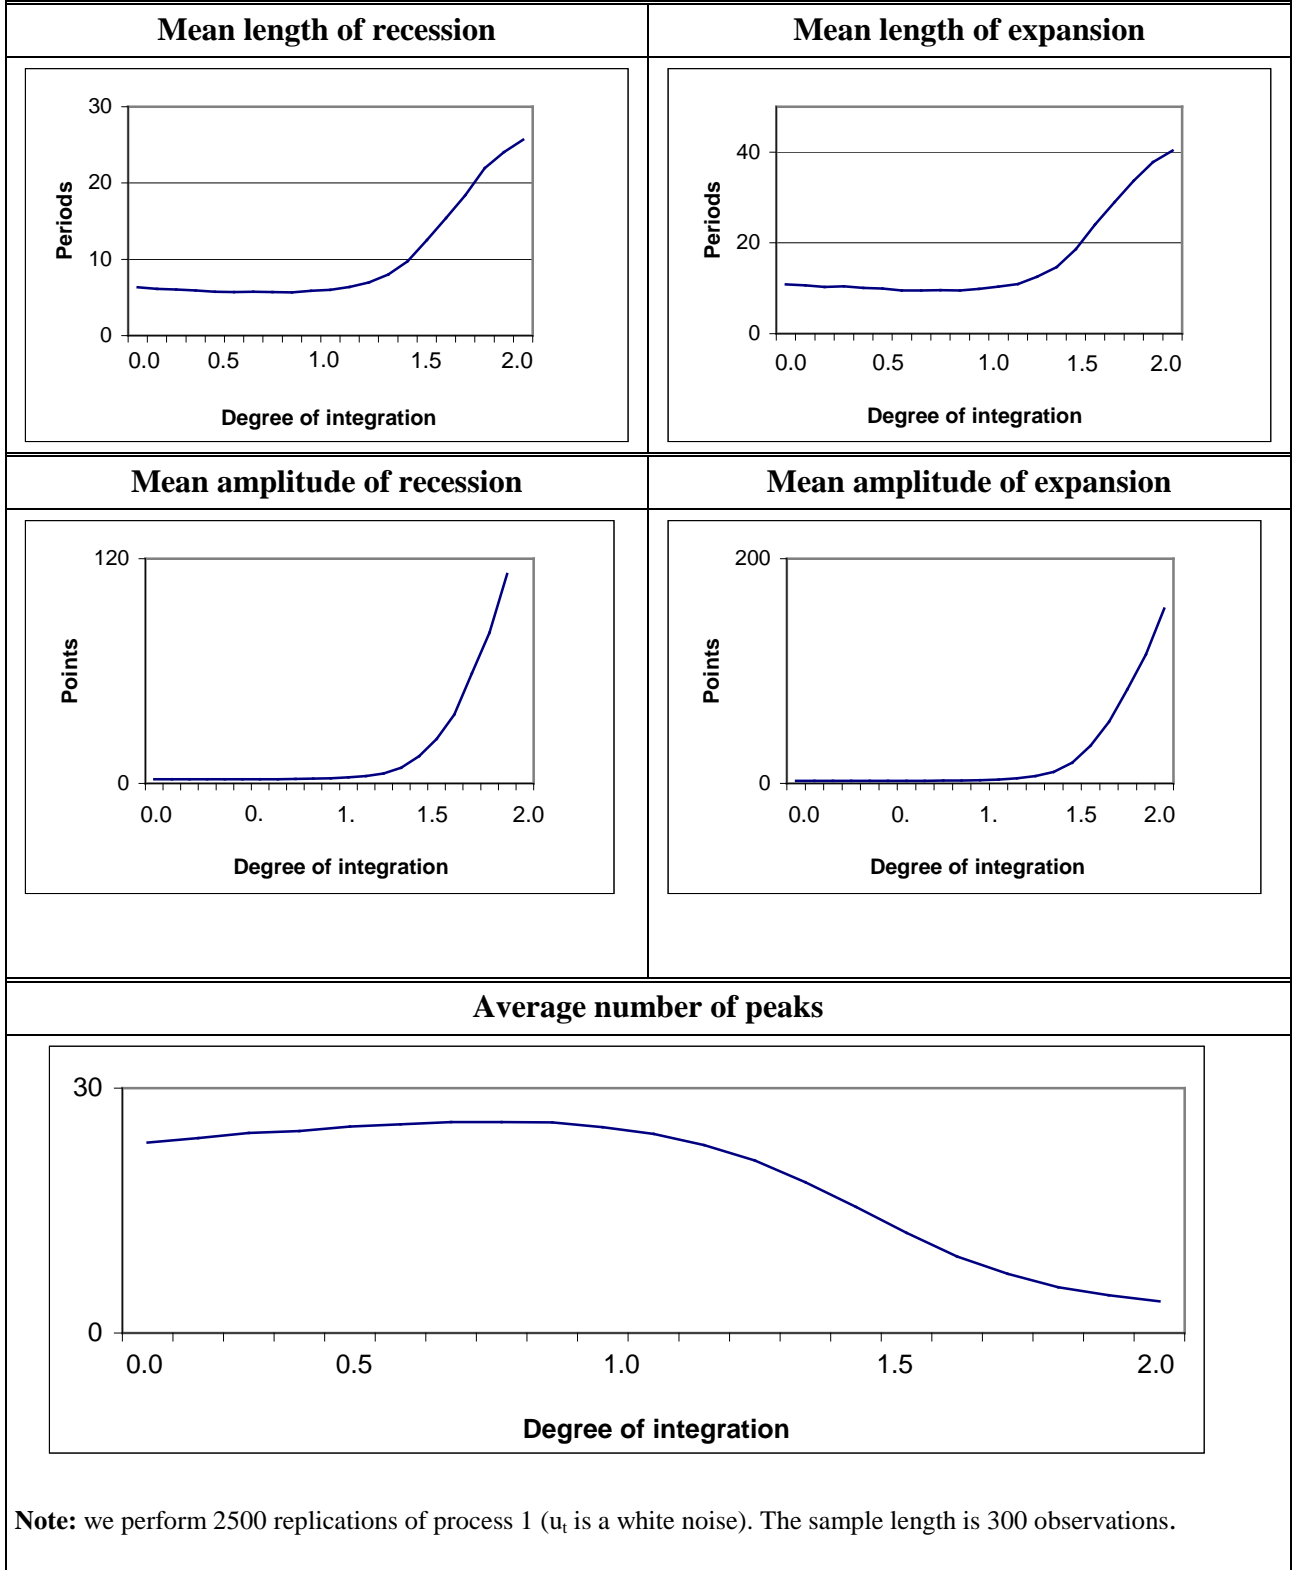 Mean length of recession
Mean length of expansion
30
20
10
0
Periods
0.0 0.5 1.0 1.5 2.0
Degree of integration
40
20
0
Periods
0.0 0.5 1.0 1.5 2.0
Degree of integration
Mean amplitude of recession
Mean amplitude of expansion
120
0
Points
0.0 0. 1. 1.5 2.0
Degree of integration
200
0
Points
0.0 0. 1. 1.5 2.0
Degree of integration
Average number of peaks
30
0
0.0 0.5 1.0 1.5 2.0
Degree of integration
Note: we perform 2500 replications of process 1 (ut is a white noise). The sample length is 300 observations.